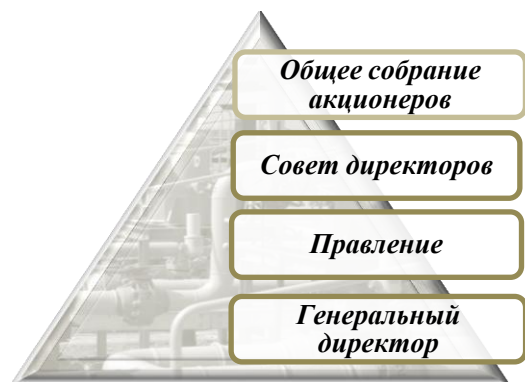 Общее собрание
акционеров
Совет директоров
Правление
Генеральный
директор